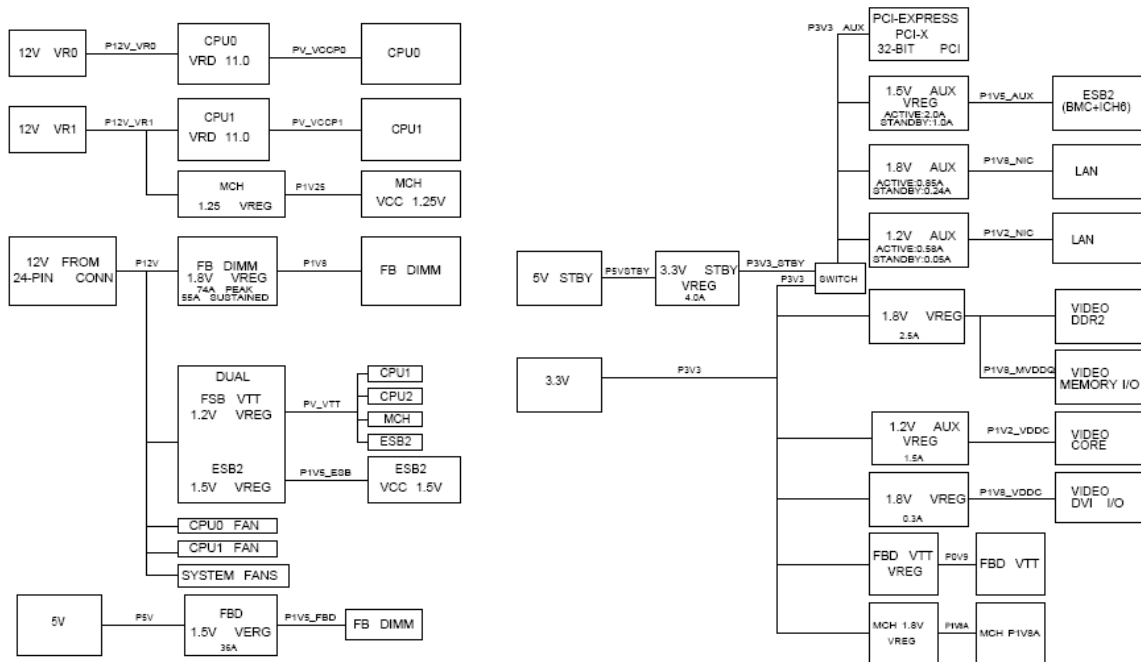 12V VR0
P12V_VR0
CPU0
VRD 11.0
PV_VCCP0
CPU0
12V VR1
P12V_VR1
CPU1
VRD 11.0
PV_VCCP1
CPU1
MCH
1.25 VREG
P1V25
MCH
VCC 1.25V
12V FROM
24-PIN CONN
P12V
FB DIMM
1.8V VREG
74A PEAK
55A SUSTAINED
P1V8
FB DIMM
DUAL
FSB VTT
1.2V VREG
PV_VTT
CPU1
CPU2
MCH
ESB2
ESB2
1.5V VREG
P1V5_ESB
ESB2
VCC 1.5V
CPU0 FAN
CPU1 FAN
SYSTEM FANS
5V
P5V
FBD
1.5V VERG
36A
P1V5_FBD
FB DIMM
P3V3 AUX
PCI-EXPRESS
PCI-X
32-BIT PCI
1.5V AUX
VREG
ACTIVE:2.0A
STANDBY:1.0A
P1V5_AUX
ESB2
(BMC+ICH6)
1.8V AUX
ACTIVE:0.85A
STANDBY:0.24A
P1V8_NIC
LAN
1.2V AUX
ACTIVE:0.58A
STANDBY:0.05A
P1V2_NIC
LAN
5V STBY
P5VSTBY
3.3V STBY
VREG
4.0A
P3V3_STBY
P3V3
SWITCH
1.8V VREG
2.5A
VIDEO
DDR2
P1V8_MVDDQ
VIDEO
MEMORY I/O
3.3V
P3V3
1.2V AUX
VREG
1.5A
P1V2_VDDC
VIDEO
CORE
1.8V VREG
0.3A
P1V8_VDDC
VIDEO
DVI I/O
FBD VTT
VREG
P0V9
FBD VTT
MCH 1.8V
VREG
P1V8A
MCH P1V8A